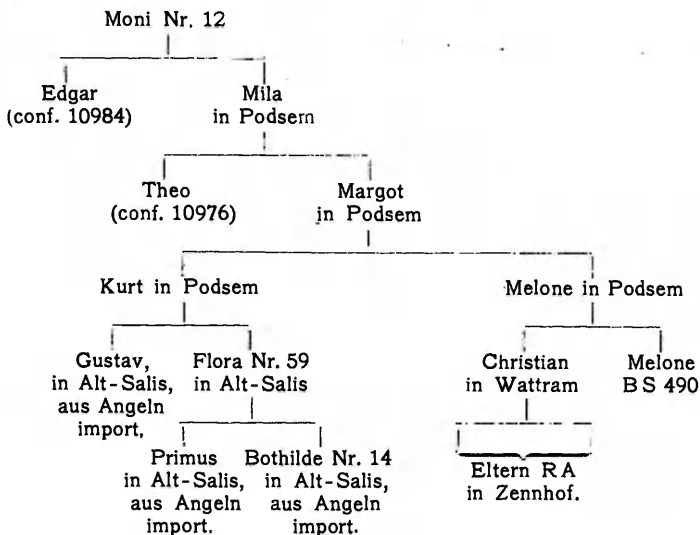 Moni Nr. 12
Edgar
(conf. 10984)
Mila
in Podsem
Theo
(conf. 10976)
Margot
in Podsem
Kurt in Podsem
Melone in Podsem
Gustav,
in Alt-Salis,
aus Angeln
import.
Flora Nr. 59
in Alt-Salis
Christian
in Wattram
Melone
BS 490
Primus
in Alt-Salis,
aus Angeln
import.
Bothilde Nr. 14
in Alt-Salis,
aus Angeln
import.
Eltern RA
in Zennhof.